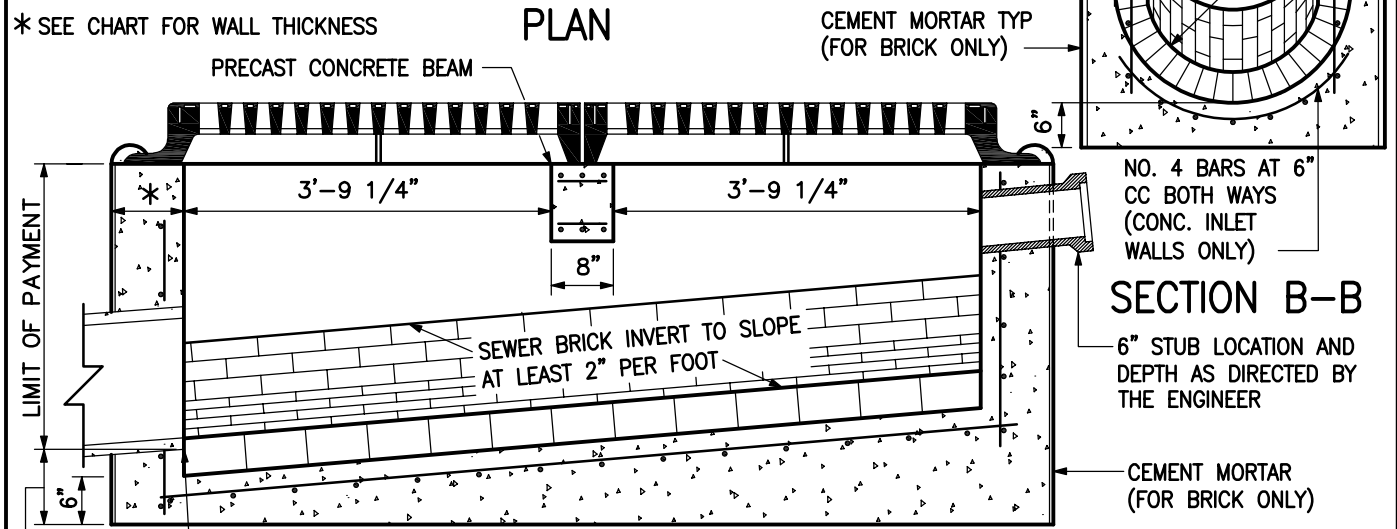 * SEE CHART FOR WALL THICKNESS
PLAN
CEMENT MORTAR TYP
(FOR BRICK ONLY)
PRECAST CONCRETE BEAM
6"
*
3'-9 1/4"
3'-9 1/4"
8"
NO. 4 BARS AT 6"
CC BOTH WAYS
(CONC. INLET
WALLS ONLY)
LIMIT OF PAYMENT
SECTION B-B
SEWER BRICK INVERT TO SLOPE
AT LEAST 2" PER FOOT
6" STUB LOCATION AND
DEPTH AS DIRECTED BY
THE ENGINEER
6"
CEMENT MORTAR
(FOR BRICK ONLY)